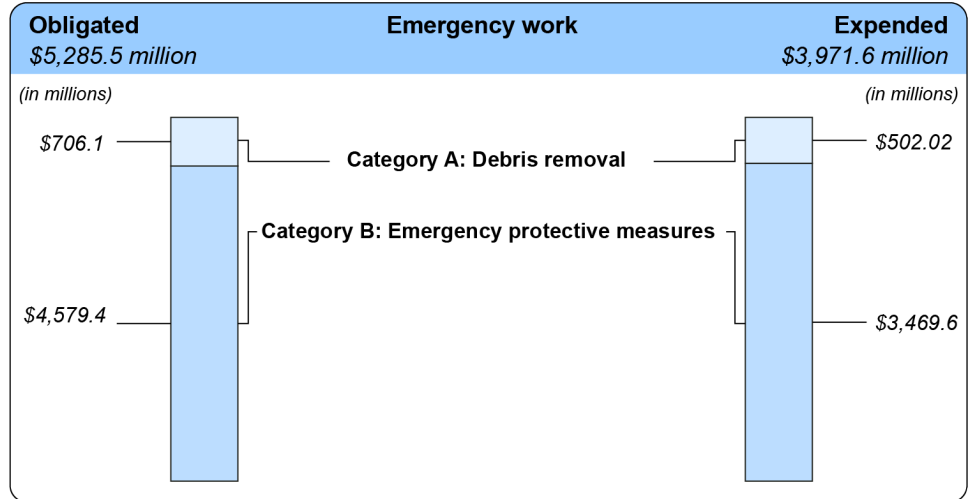 Obligated
Emergency work
Expended
$5,285.5 million
$3,971.6 million
(in millions)
(in millions)
$706.1
$502.02
Category A: Debris removal
Category B: Emergency protective measures
$4,579.4
$3,469.6